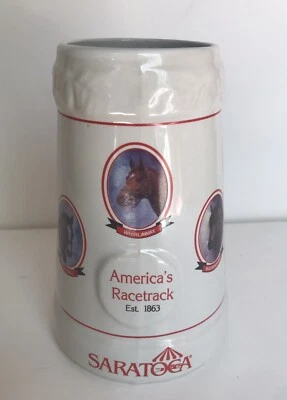 America's
Racetrack
Est. 1863
SARATOGA